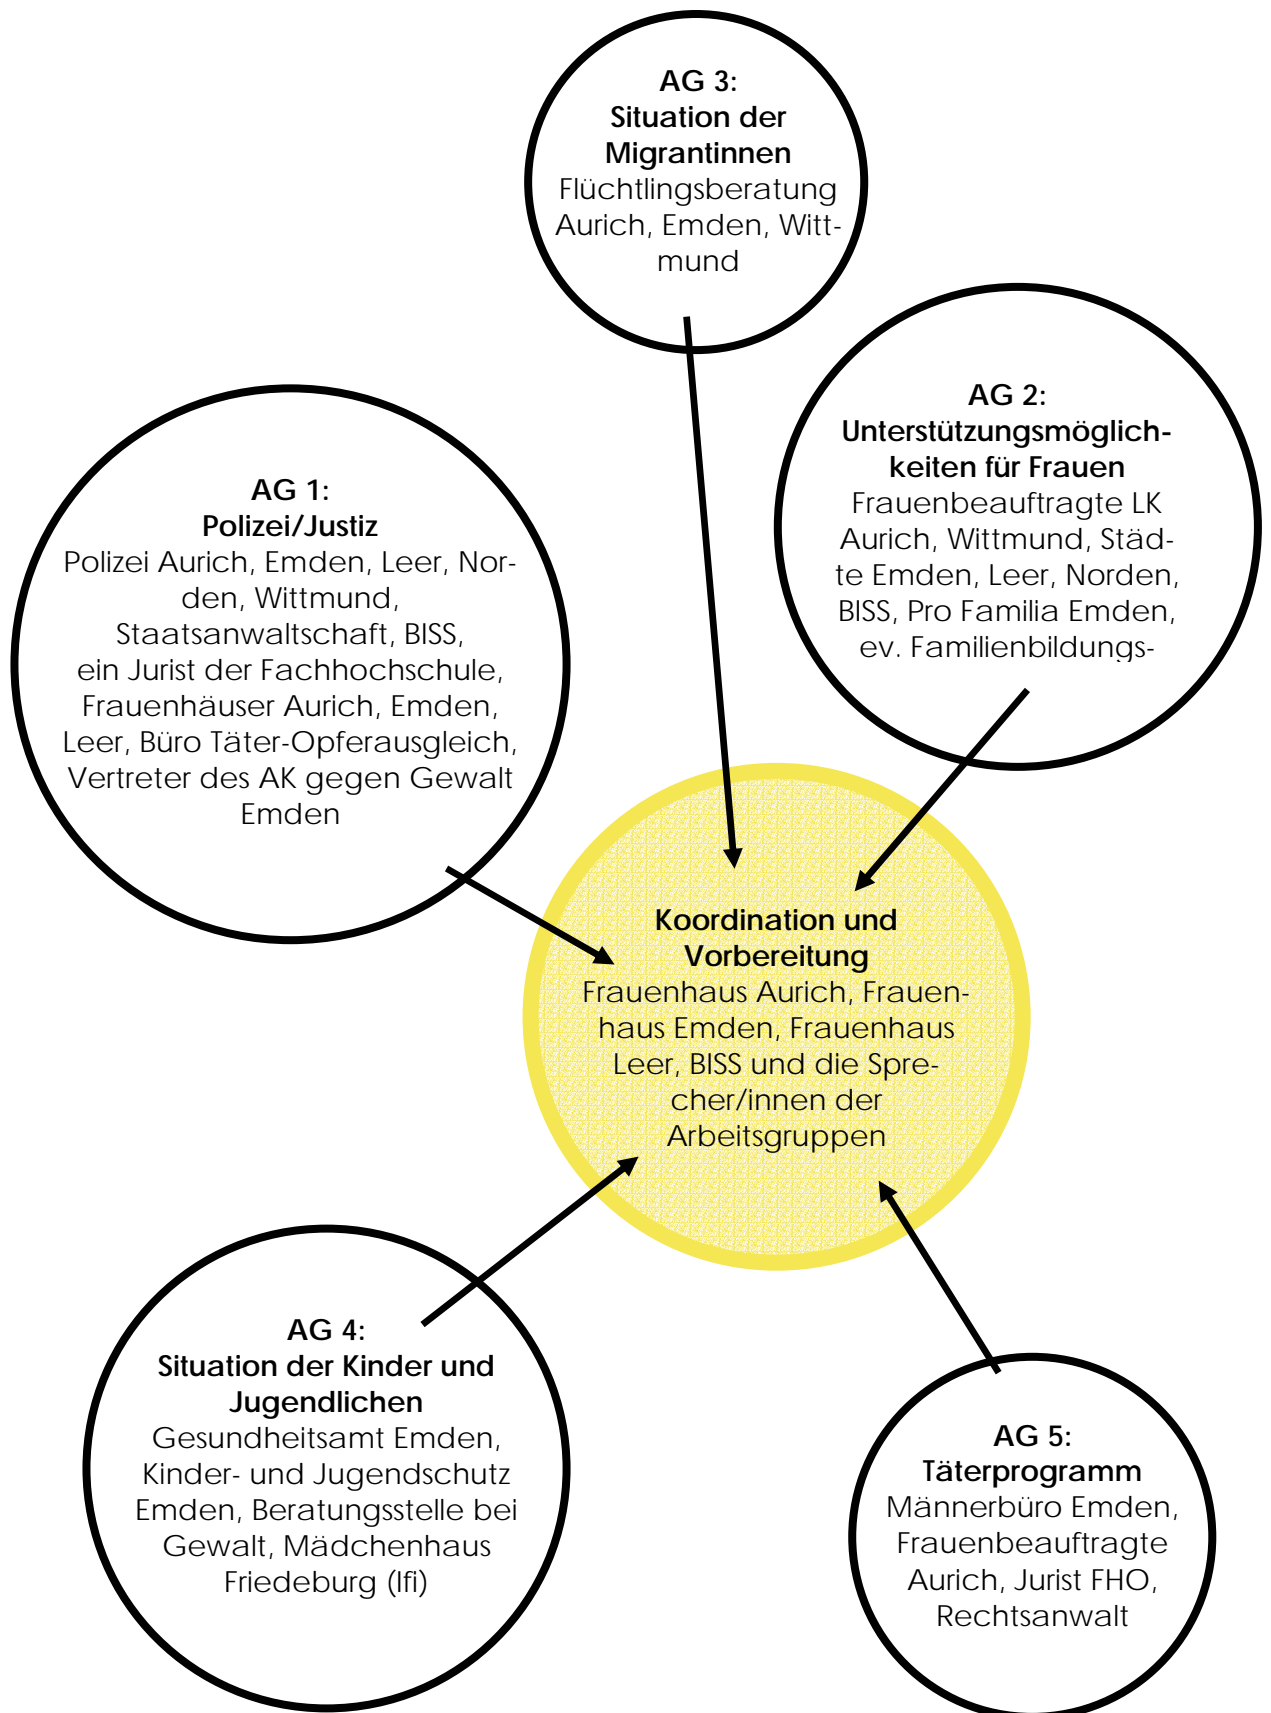 AG 3:
Situation der
Migrantinnen
Flüchtlingsberatung
Aurich, Emden, Witt-
mund
AG 2:
Unterstützungsmöglich-
keiten für Frauen
Frauenbeauftragte LK
Aurich, Wittmund, Städ-
te Emden, Leer, Norden,
BISS, Pro Familia Emden,
ev. Familienbildungs-
AG 1:
Polizei/Justiz
Polizei Aurich, Emden, Leer, Nor-
den, Wittmund,
Staatsanwaltschaft, BISS,
ein Jurist der Fachhochschule,
Frauenhäuser Aurich, Emden,
Leer, Büro Täter-Opferausgleich,
Vertreter des AK gegen Gewalt
Emden
Koordination und
Vorbereitung
Frauenhaus Aurich, Frauen-
haus Emden, Frauenhaus
Leer, BISS und die Spre-
cher/innen der
Arbeitsgruppen
AG 4:
Situation der Kinder und
Jugendlichen
Gesundheitsamt Emden,
Kinder- und Jugendschutz
Emden, Beratungsstelle bei
Gewalt, Mädchenhaus
Friedeburg (Ifi)
AG 5:
Täterprogramm
Männerbüro Emden,
Frauenbeauftragte
Aurich, Jurist FHO,
Rechtsanwalt